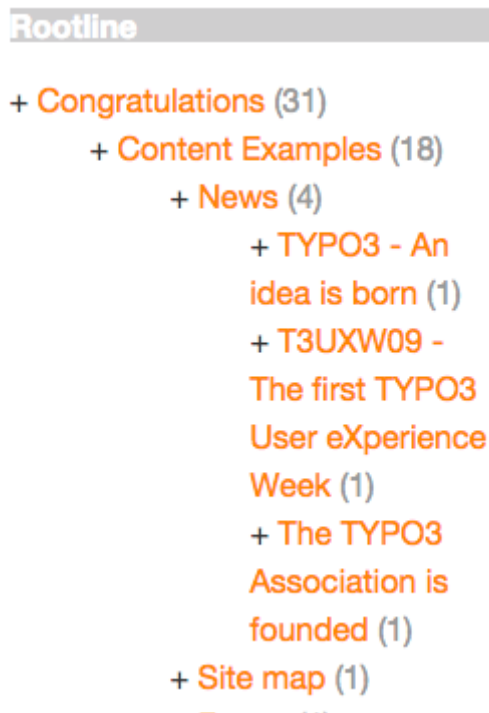 Rootline
+ Congratulations (31)
+ Content Examples (18)
+ News (4)
+ TYPO3 - An
idea is born (1)
+ T3UXW09 -
The first TYPO3
User eXperience
Week (1)
+ The TYPO3
Association is
founded (1)
+ Site map (1)